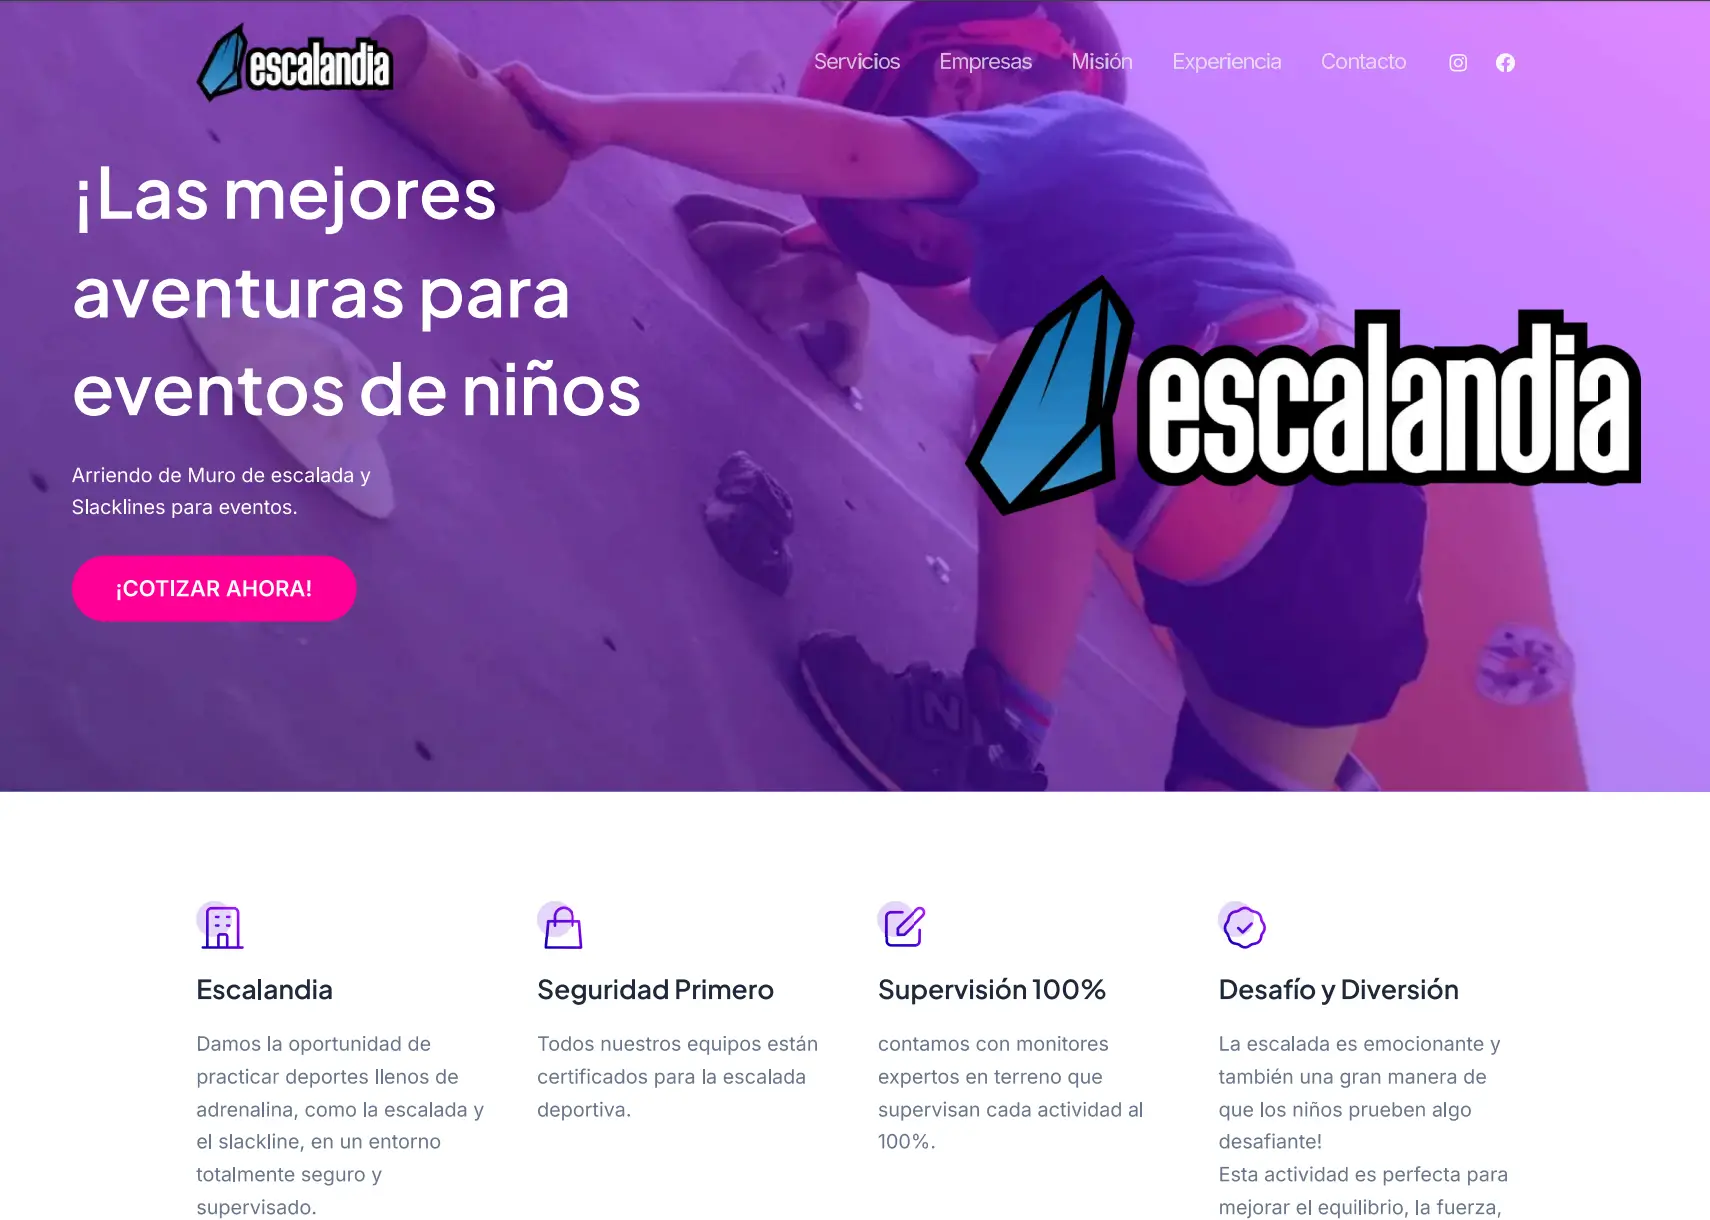 escalandia
Servicios
Empresas
Misión
Experiencia
Contacto
¡Las mejores
aventuras para
eventos de niños
Arriendo de Muro de escalada y
Slacklines para eventos.
¡COTIZAR AHORA!
escalandia
N
Escalandia
Damos la oportunidad de
practicar deportes llenos de
adrenalina, como la escalada y
el slackline, en un entorno
totalmente seguro y
supervisado.
Seguridad Primero
Todos nuestros equipos están
certificados para la escalada
deportiva.
Supervisión 100%
contamos con monitores
expertos en terreno que
supervisan cada actividad al
100%.
Desafío y Diversión
La escalada es emocionante y
también una gran manera de
que los niños prueben algo
desafiante!
Esta actividad es perfecta para
mejorar el equilibrio, la fuerza,